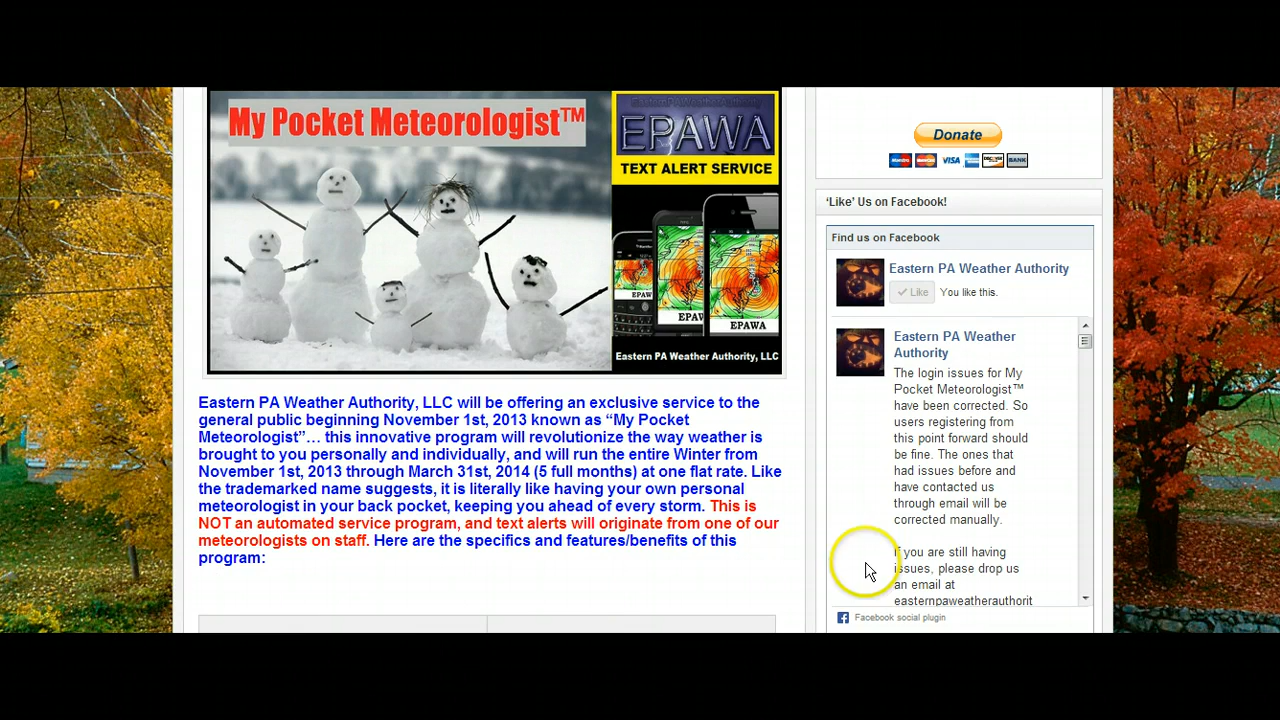 My Pocket Meteorologist™
EPAWA
TEXT ALERT SERVICE
EPAWA
EPAWA
EPAWA
Eastern PA Weather Authority, LLC
Eastern PA Weather Authority, LLC will be offering an exclusive service to the
general public beginning November 1st, 2013 known as “My Pocket
Meteorologist”… this innovative program will revolutionize the way weather is
brought to you personally and individually, and will run the entire Winter from
November 1st, 2013 through March 31st, 2014 (5 full months) at one flat rate. Like
the trademarked name suggests, it is literally like having your own personal
meteorologist in your back pocket, keeping you ahead of every storm. This is
NOT an automated service program, and text alerts will originate from one of our
meteorologists on staff. Here are the specifics and features/benefits of this
program:
Donate
VISA
BANK
‘Like’ Us on Facebook!
Find us on Facebook
Eastern PA Weather Authority
Like You like this.
Eastern PA Weather
Authority
The login issues for My
Pocket Meteorologist™
have been corrected. So
users registering from
this point forward should
be fine. The ones that
had issues before and
have contacted us
through email will be
corrected manually.
If you are still having
issues, please drop us
an email at
easternpaweatherauthorit
Facebook social plugin